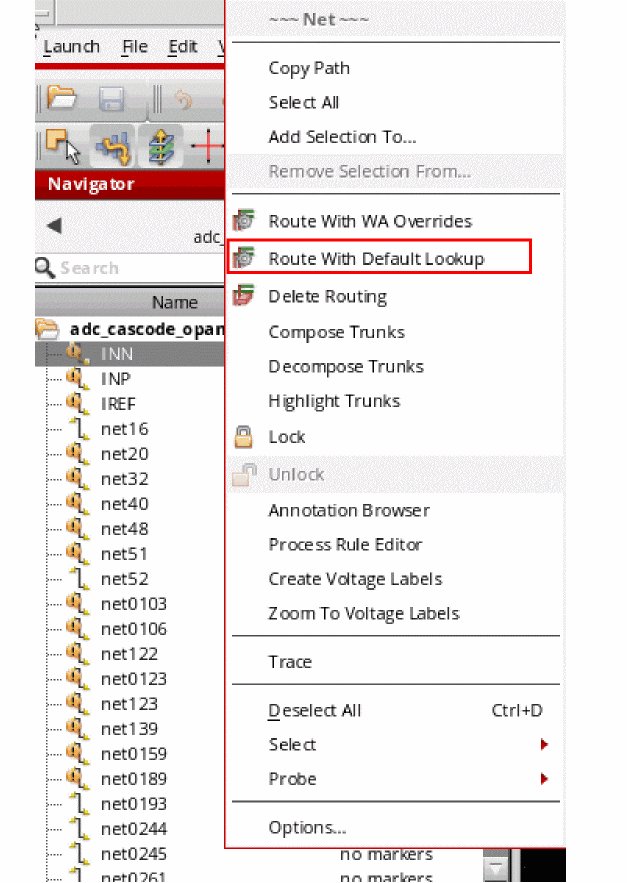 ~~~ Net ~~~
Launch File Edit
Copy Path
Select All
Add Selection To...
Remove Selection From...
Navigator
Route With WA Overrides
adc_
Route With Default Lookup
Search
Delete Routing
Name
Compose Trunks
adc_cascode_opan
INN
Decompose Trunks
INP
Highlight Trunks
IREF
net16
Lock
net20
Unlock
net32
net40
Annotation Browser
net48
Process Rule Editor
net51
net52
Create Voltage Labels
net0103
Zoom To Voltage Labels
net0106
net122
Trace
net0123
net123
Deselect All Ctrl+D
net139
Select
net0159
net0189
Probe
net0193
net0244
Options...
net0245 no markers
net0261 no markers